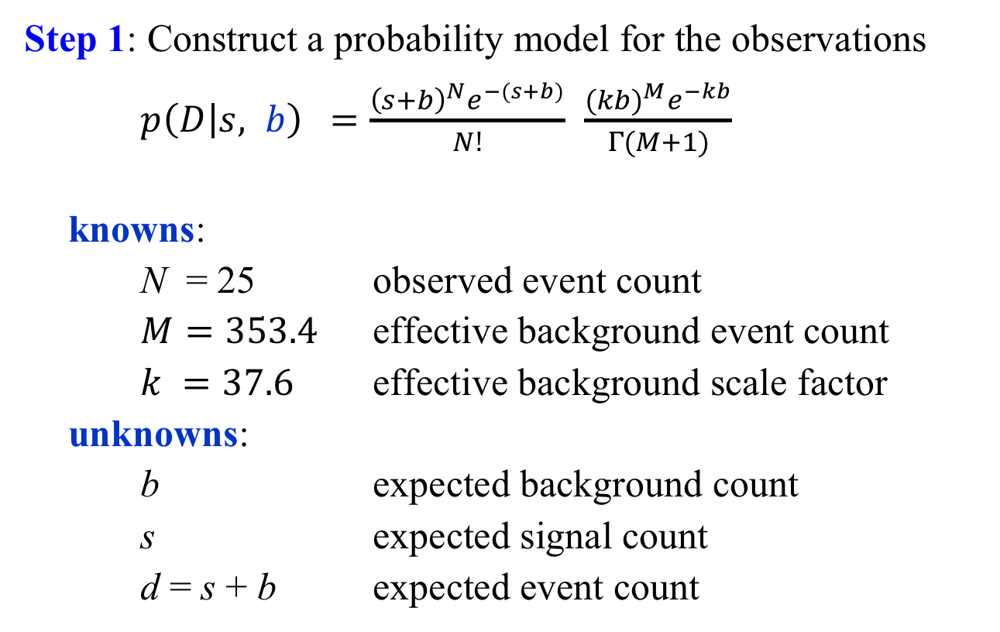 Step 1: Construct a probability model for the observations
p(D|s, b) = \frac{(s+b)^N e^{-(s+b)}}{N!} \frac{(kb)^M e^{-kb}}{Γ(M+1)}
knowns:
N = 25 observed event count
M = 353.4 effective background event count
k = 37.6 effective background scale factor
unknowns:
b expected background count
s expected signal count
d = s + b expected event count